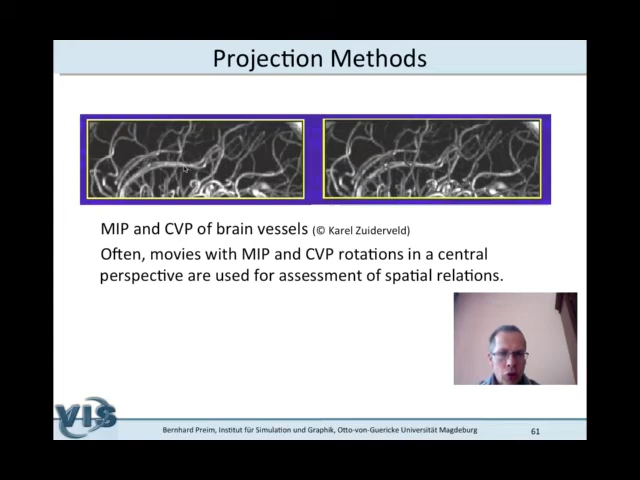 Projection Methods
MIP and CVP of brain vessels (© Karel Zuiderveld)
Often, movies with MIP and CVP rotations in a central
perspective are used for assessment of spatial relations.
VIS
Bernhard Preim, Institut für Simulation und Graphik, Otto-von-Guericke Universität Magdeburg
61